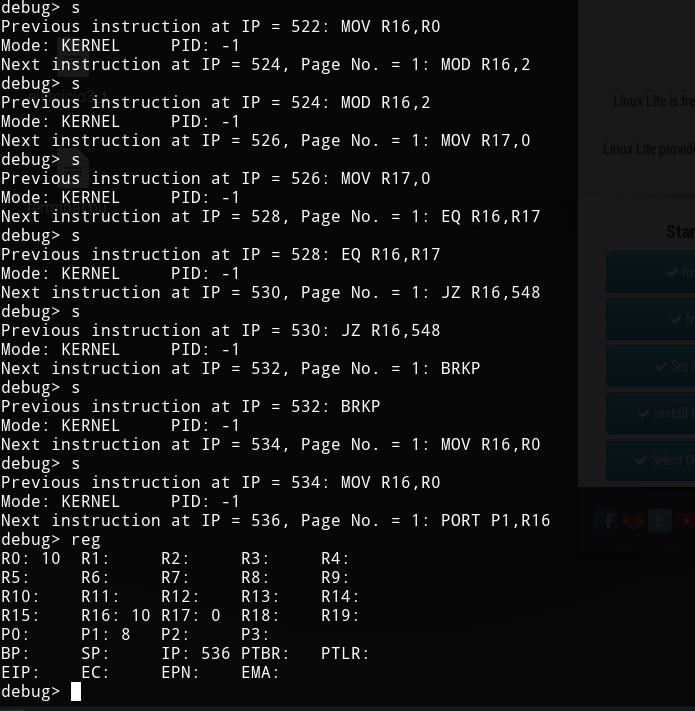 debug> s
Previous instruction at IP = 522: MOV R16,R0
Mode: KERNEL     PID: -1
Next instruction at IP = 524, Page No. = 1: MOD R16,2
debug> s
Previous instruction at IP = 524: MOD R16,2
Mode: KERNEL     PID: -1
Next instruction at IP = 526, Page No. = 1: MOV R17,0
debug> s
Previous instruction at IP = 526: MOV R17,0
Mode: KERNEL     PID: -1
Next instruction at IP = 528, Page No. = 1: EQ R16,R17
debug> s
Previous instruction at IP = 528: EQ R16,R17
Mode: KERNEL     PID: -1
Next instruction at IP = 530, Page No. = 1: JZ R16,548
debug> s
Previous instruction at IP = 530: JZ R16,548
Mode: KERNEL     PID: -1
Next instruction at IP = 532, Page No. = 1: BRKP
debug> s
Previous instruction at IP = 532: BRKP
Mode: KERNEL     PID: -1
Next instruction at IP = 534, Page No. = 1: MOV R16,R0
debug> s
Previous instruction at IP = 534: MOV R16,R0
Mode: KERNEL     PID: -1
Next instruction at IP = 536, Page No. = 1: PORT P1,R16
debug> reg
R0: 10  R1:     R2:     R3:     R4:
R5:     R6:     R7:     R8:     R9:
R10:    R11:    R12:    R13:    R14:
R15:    R16: 10 R17: 0  R18:    R19:
P0:     P1: 8   P2:     P3:
BP:     SP:     IP: 536 PTBR:   PTLR:
EIP:    EC:     EPN:    EMA:
debug>
Linux Lite is fre
Linux Lite provide
Star
In
In
Set
Install
Select D